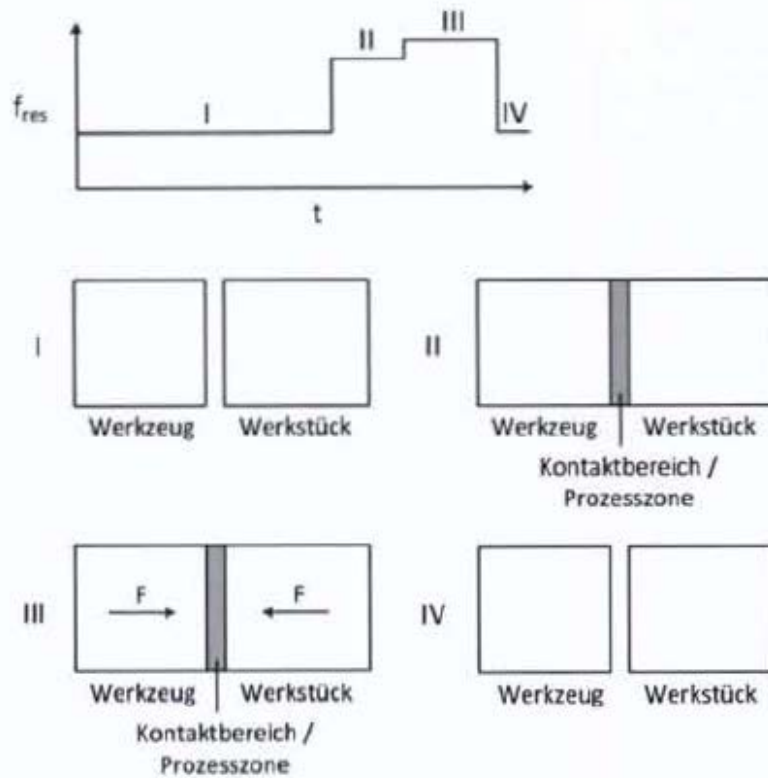 III
II
f_res
I
IV
t
I
II
Werkzeug
Werkstück
Werkzeug
Werkstück
Kontaktbereich /
Prozesszone
III
F
F
IV
Werkzeug
Werkstück
Werkzeug
Werkstück
Kontaktbereich /
Prozesszone